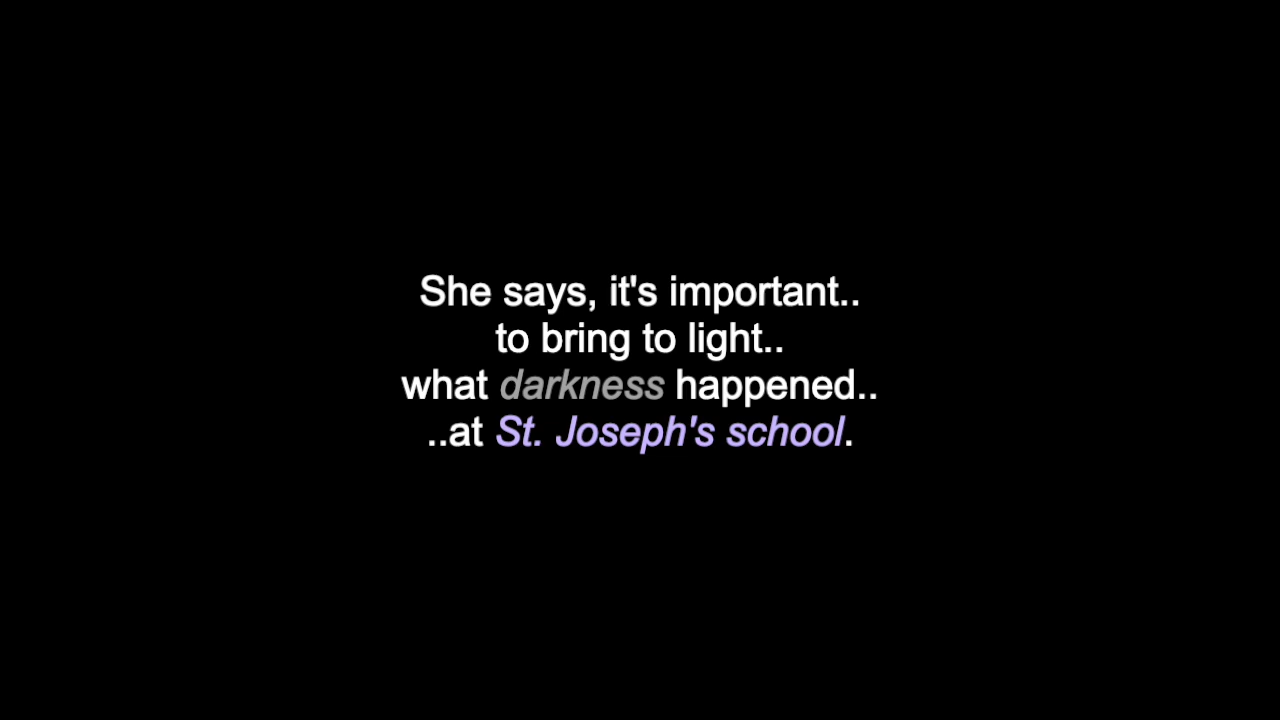 She says, it's important..
to bring to light..
what darkness happened..
..at St. Joseph's school.